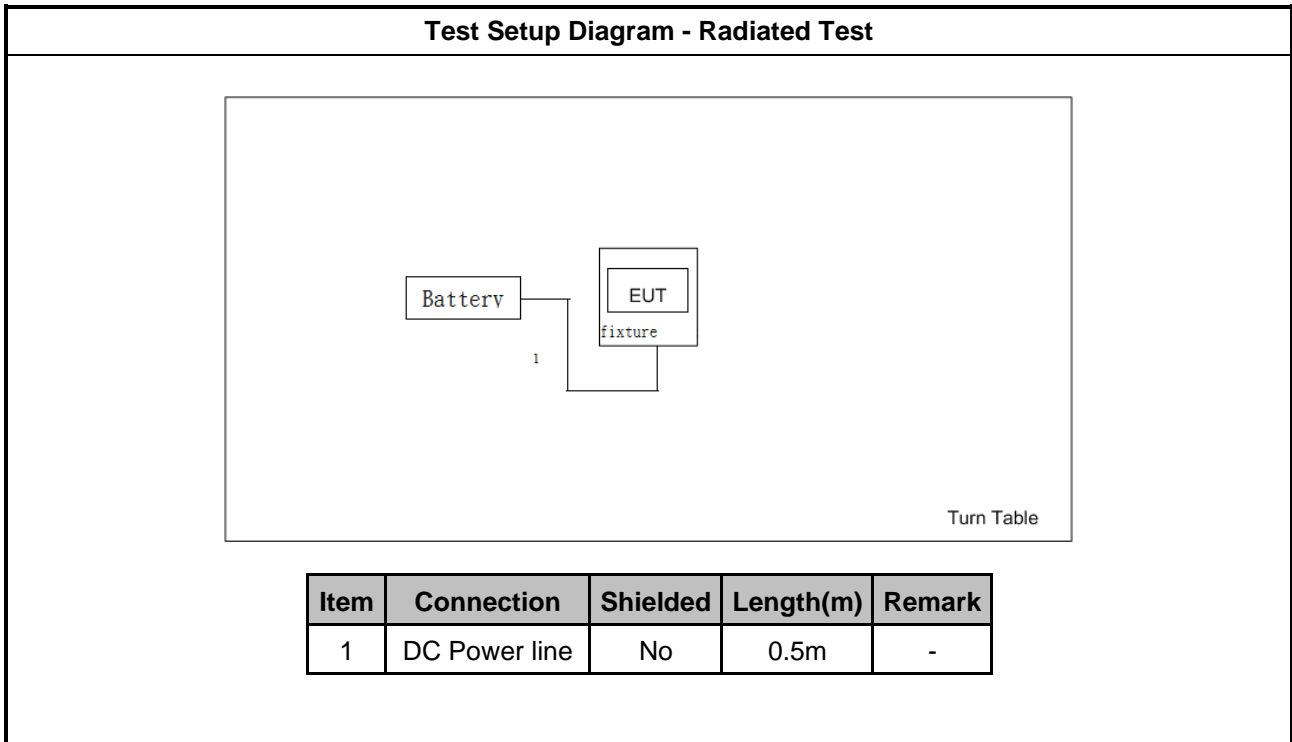 Test Setup Diagram - Radiated Test
Battery
EUT
fixture
1
Turn Table
Item Connection Shielded Length(m) Remark
1 DC Power line No 0.5m -